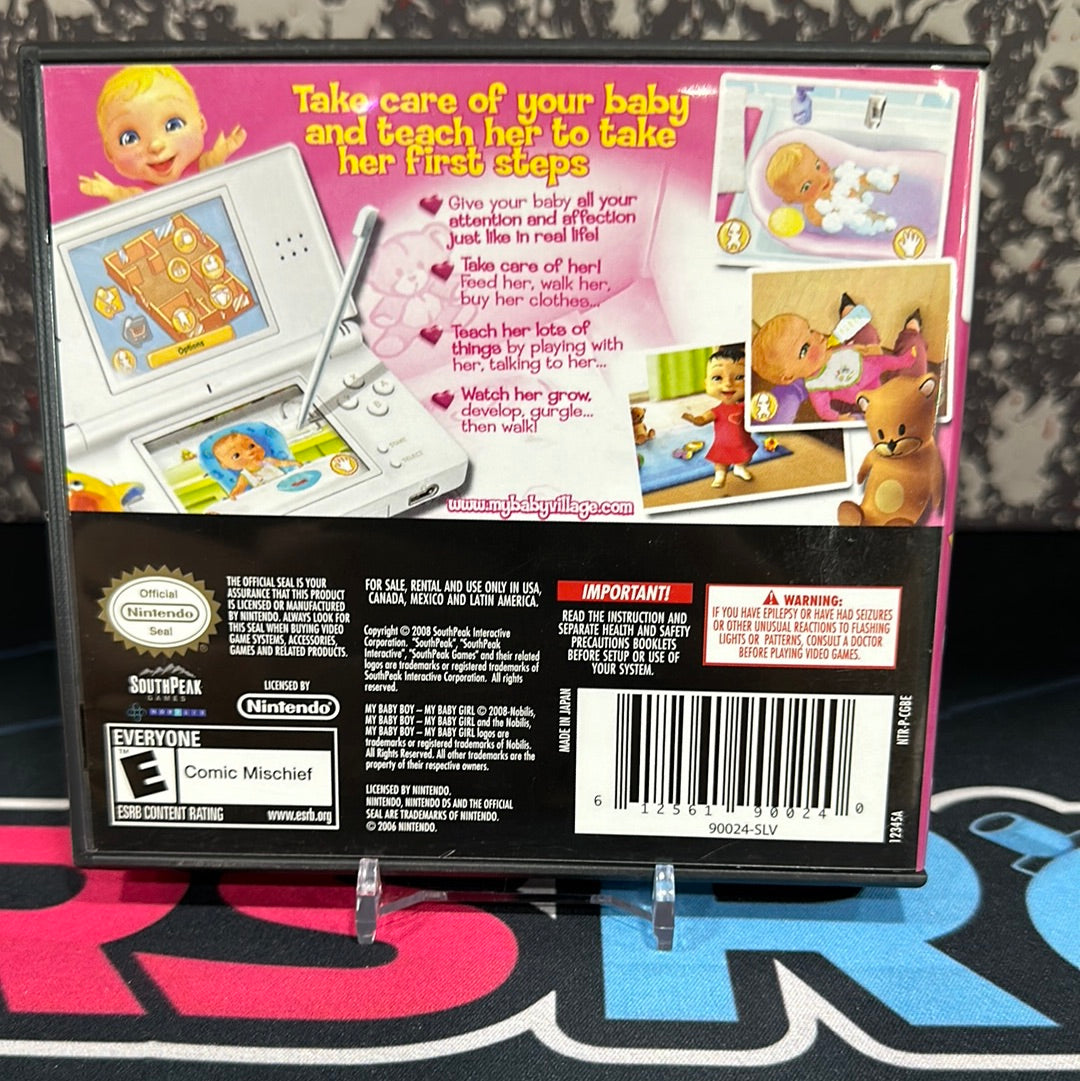 Take care of your baby
and teach her to take
her first steps
Give your baby all your
attention and affection
just like in real life!
Take care of her!
Feed her, walk her,
buy her clothes...
Teach her lots of
things by playing with
her, talking to her...
Watch her grow,
develop, gurgle...
then walk!
Options
START
SELECT
www.mybabyvillage.com
Official
Nintendo
Seal
THE OFFICIAL SEAL IS YOUR
ASSURANCE THAT THIS PRODUCT
IS LICENSED OR MANUFACTURED
BY NINTENDO. ALWAYS LOOK FOR
THIS SEAL WHEN BUYING VIDEO
GAME SYSTEMS, ACCESSORIES,
GAMES AND RELATED PRODUCTS.
SOUTHPEAK
GAMES
NOBILIS
LICENSED BY
Nintendo®
EVERYONE
E
TM
Comic Mischief
ESRB CONTENT RATING
www.esrb.org
FOR SALE, RENTAL AND USE ONLY IN USA,
CANADA, MEXICO AND LATIN AMERICA.
Copyright © 2008 SouthPeak Interactive
Corporation. "SouthPeak", "SouthPeak
Interactive", "SouthPeak Games" and their related
logos are trademarks or registered trademarks of
SouthPeak Interactive Corporation. All rights
reserved.
MY BABY BOY – MY BABY GIRL © 2008-Nobilis,
MY BABY BOY – MY BABY GIRL and the Nobilis,
MY BABY BOY – MY BABY GIRL logos are
trademarks or registered trademarks of Nobilis.
All Rights Reserved. All other trademarks are the
property of their respective owners.
LICENSED BY NINTENDO.
NINTENDO, NINTENDO DS AND THE OFFICIAL
SEAL ARE TRADEMARKS OF NINTENDO.
© 2006 NINTENDO.
IMPORTANT!
READ THE INSTRUCTION AND
SEPARATE HEALTH AND SAFETY
PRECAUTIONS BOOKLETS
BEFORE SETUP OR USE OF
YOUR SYSTEM.
WARNING:
IF YOU HAVE EPILEPSY OR HAVE HAD SEIZURES
OR OTHER UNUSUAL REACTIONS TO FLASHING
LIGHTS OR PATTERNS, CONSULT A DOCTOR
BEFORE PLAYING VIDEO GAMES.
MADE IN JAPAN
6 12561 90024 0
90024-SLV
NTR-P-CGBE
12345A